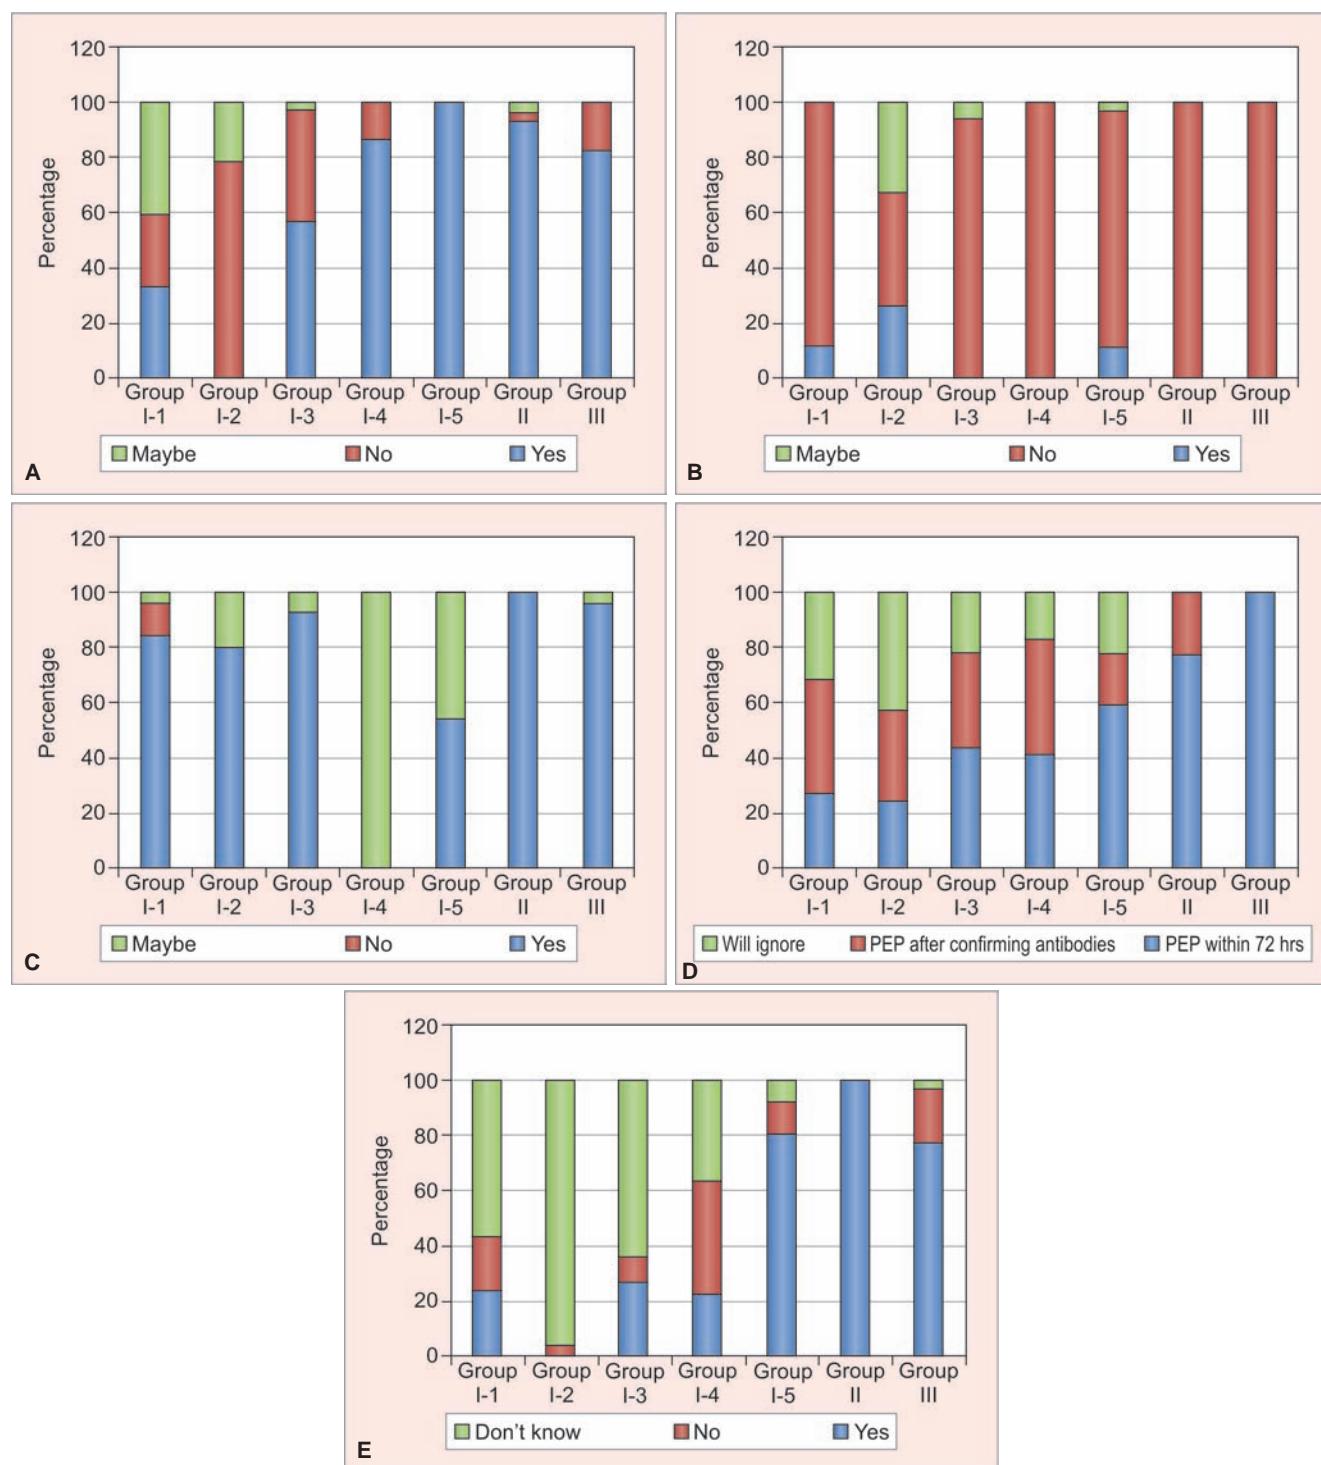 120
100
80
60
40
20
0
Percentage
Group Group Group Group Group Group Group
I-1 I-2 I-3 I-4 I-5 II III
Maybe No Yes
A
120
100
80
60
40
20
0
Percentage
Group Group Group Group Group Group Group
I-1 I-2 I-3 I-4 I-5 II III
Maybe No Yes
B
120
100
80
60
40
20
0
Percentage
Group Group Group Group Group Group Group
I-1 I-2 I-3 I-4 I-5 II III
Maybe No Yes
C
120
100
80
60
40
20
0
Percentage
Group Group Group Group Group Group Group
I-1 I-2 I-3 I-4 I-5 II III
Will ignore PEP after confirming antibodies PEP within 72 hrs
D
120
100
80
60
40
20
0
Percentage
Group Group Group Group Group Group Group
I-1 I-2 I-3 I-4 I-5 II III
Don't know No Yes
E